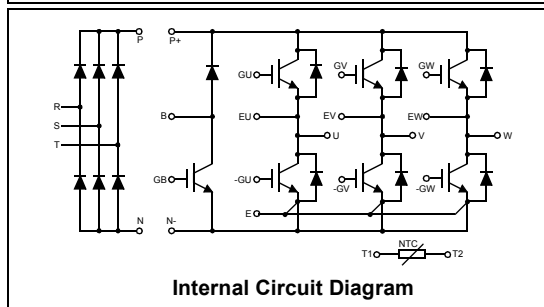 P P+
GU GV GW
R B EU EV EW
S U V W
T
GB -GU -GV -GW
N N- E
T1 NTC T2
Internal Circuit Diagram